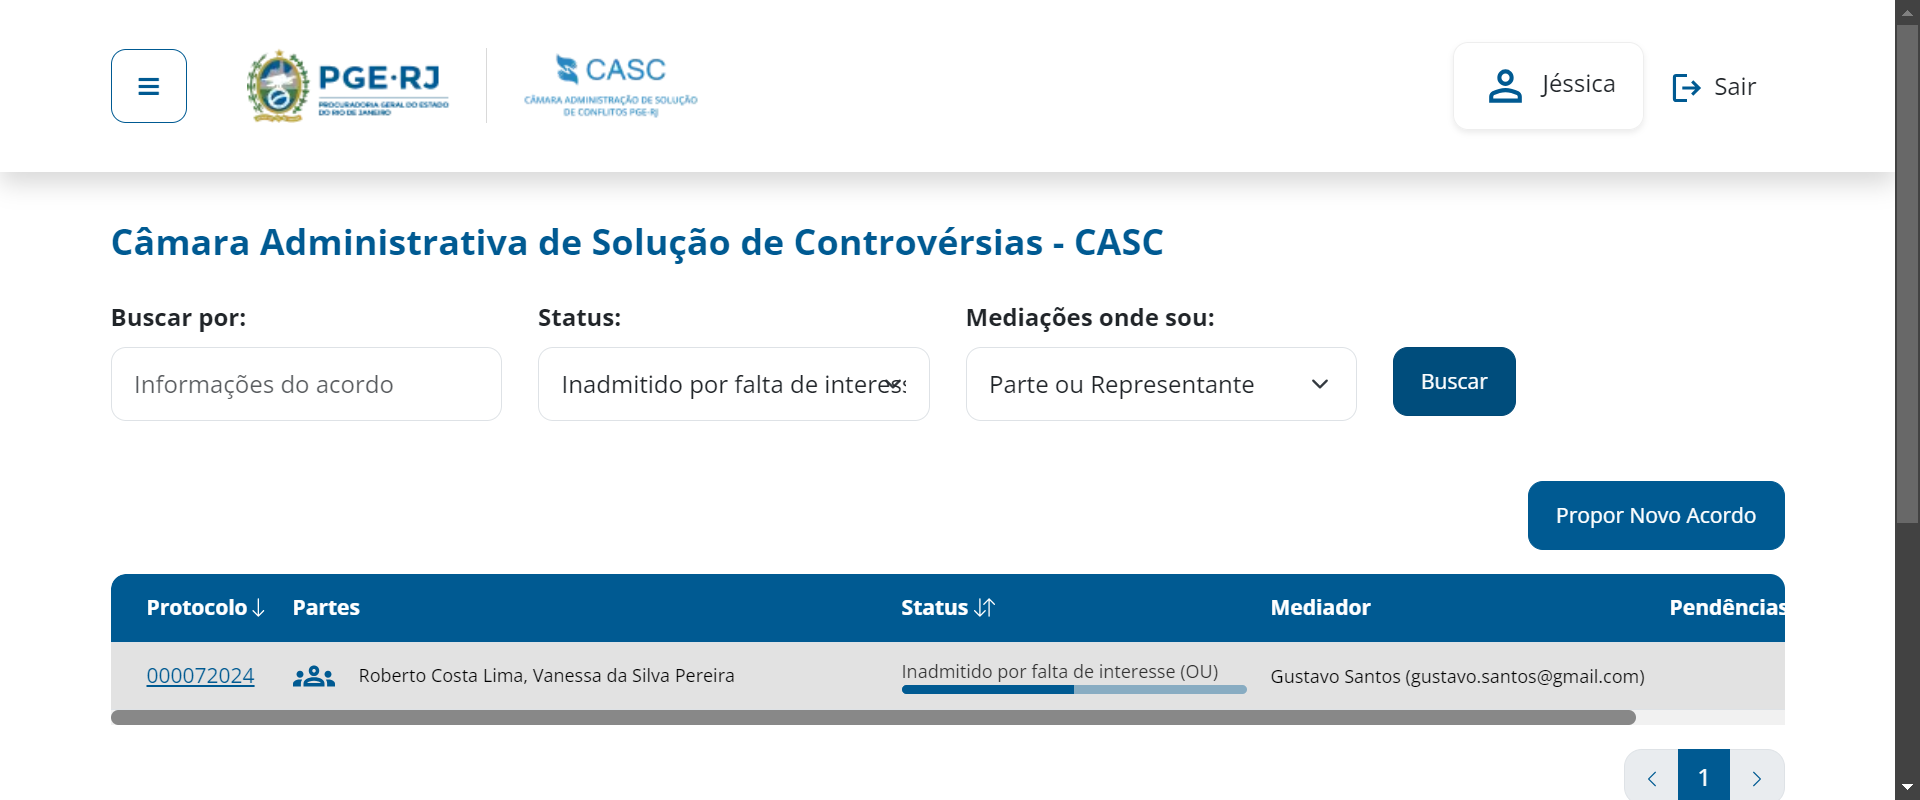 PGE·RJ
PROCURADORIA GERAL DO ESTADO
DO RIO DE JANEIRO
CASC
CÂMARA ADMINISTRAÇÃO DE SOLUÇÃO
DE CONFLITOS PGE-RJ
Jéssica
Sair
Câmara Administrativa de Solução de Controvérsias - CASC
Buscar por:
Status:
Mediações onde sou:
Informações do acordo
Inadmitido por falta de interess
Parte ou Representante
Buscar
Propor Novo Acordo
Protocolo
Partes
Status
Mediador
Pendências
000072024
Roberto Costa Lima, Vanessa da Silva Pereira
Inadmitido por falta de interesse (OU)
Gustavo Santos (gustavo.santos@gmail.com)
1